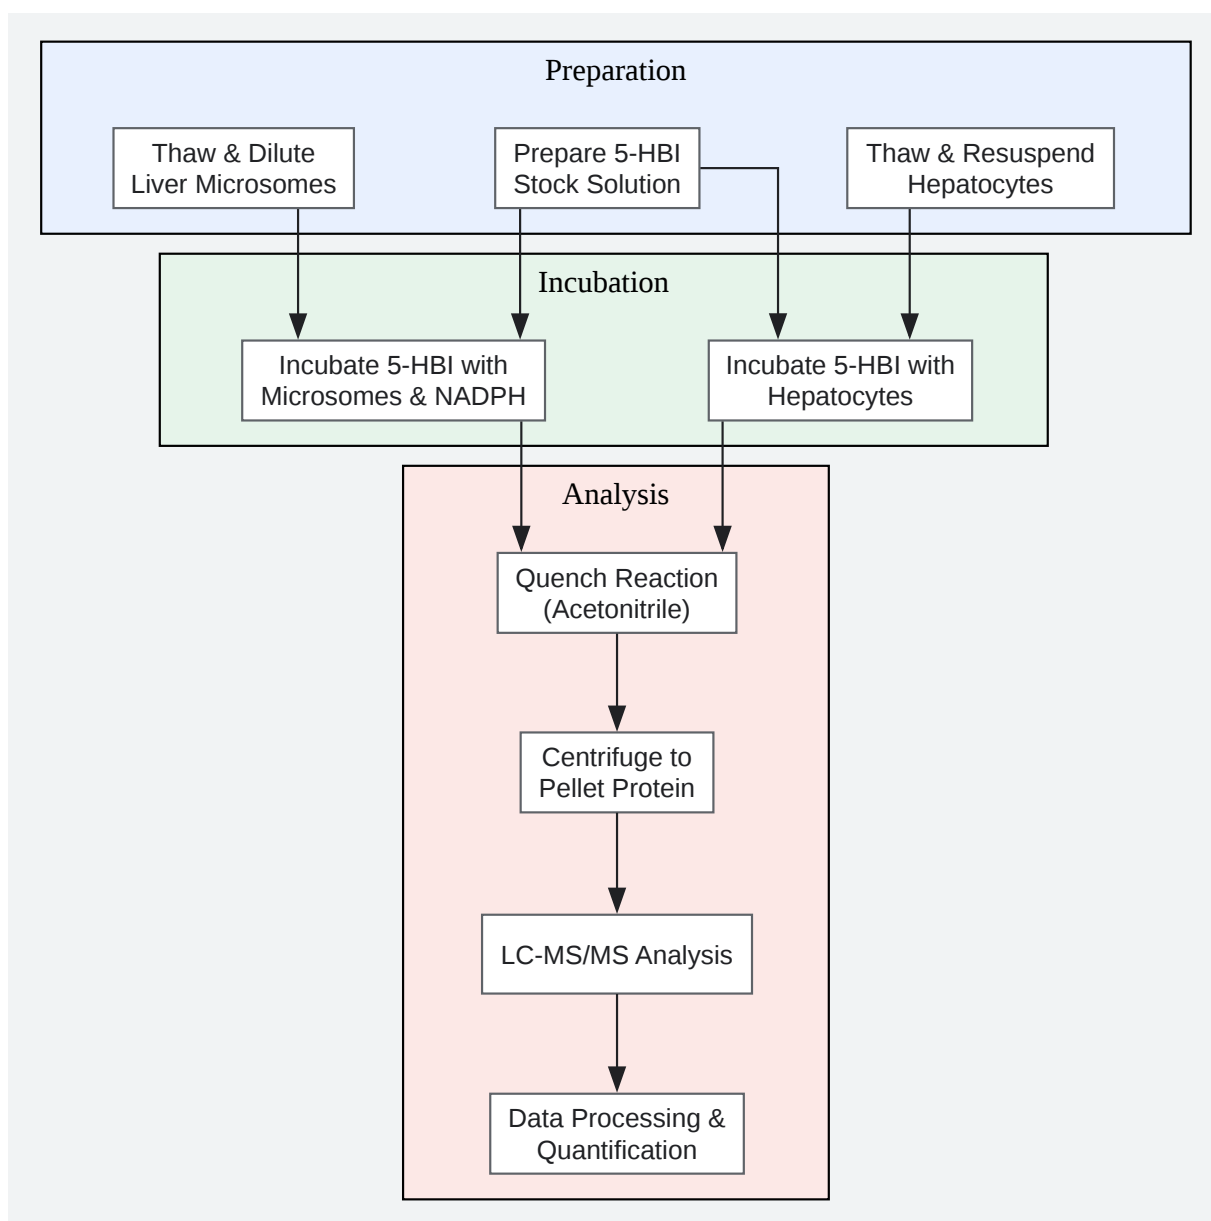 Preparation
Thaw & Dilute
Liver Microsomes
Prepare 5-HBI
Stock Solution
Thaw & Resuspend
Hepatocytes
Incubation
Incubate 5-HBI with
Microsomes & NADPH
Incubate 5-HBI with
Hepatocytes
Analysis
Quench Reaction
(Acetonitrile)
Centrifuge to
Pellet Protein
LC-MS/MS Analysis
Data Processing &
Quantification